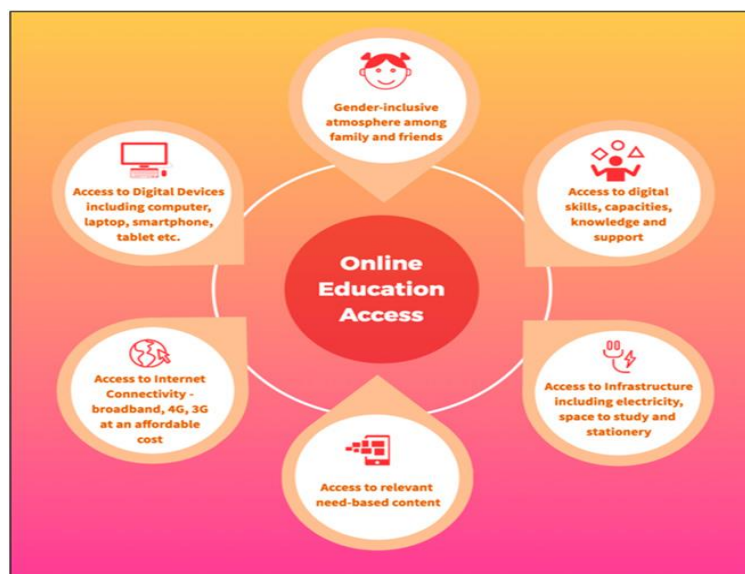 Gender-inclusive
atmosphere among
family and friends
Access to digital
skills, capacities,
knowledge and
support
Access to Infrastructure
including electricity,
space to study and
stationery
Access to relevant
need-based content
Access to Internet
Connectivity -
broadband, 4G, 3G
at an affordable
cost
Access to Digital Devices
including computer,
laptop, smartphone,
tablet etc.
Online
Education
Access